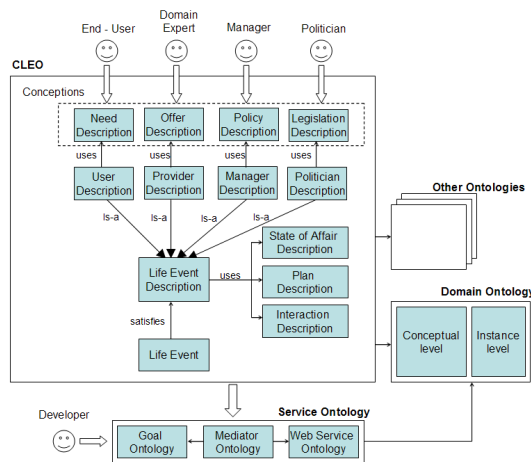 End - User
Domain
Expert
Manager
Politician
CLEO
Conceptions
Need
Description
Offer
Description
Policy
Description
Legislation
Description
uses
uses
uses
uses
User
Description
Provider
Description
Manager
Description
Politician
Description
Is-a
Is-a
Is-a
Is-a
Other Ontologies
State of Affair
Description
Life Event
Description
uses
Plan
Description
Interaction
Description
Domain Ontology
Conceptual
level
Instance
level
satisfies
Life Event
Developer
Service Ontology
Goal
Ontology
Mediator
Ontology
Web Service
Ontology